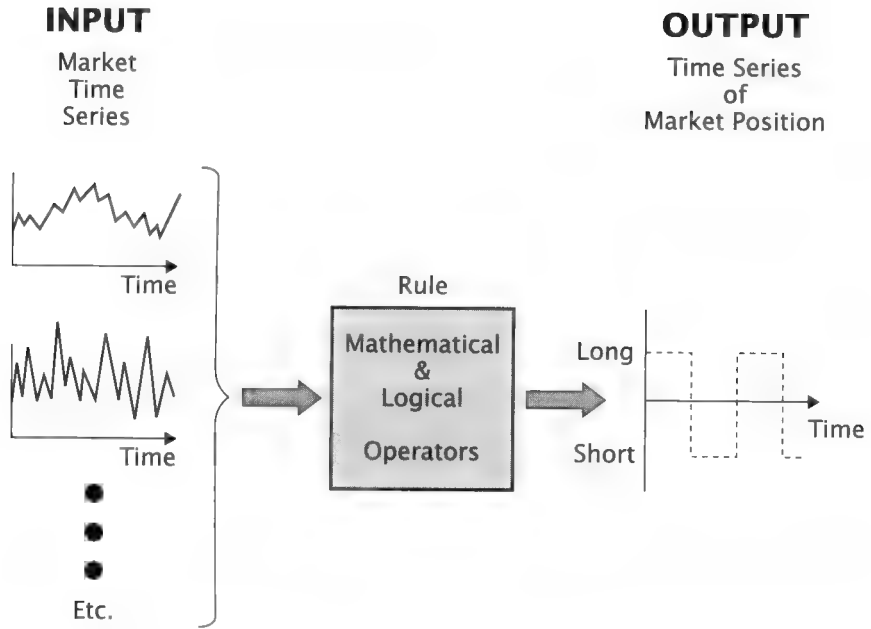 INPUT
Market
Time
Series
Time
Time
Etc.
Rule
Mathematical
&
Logical
Operators
OUTPUT
Time Series
of
Market Position
Long
Short
Time